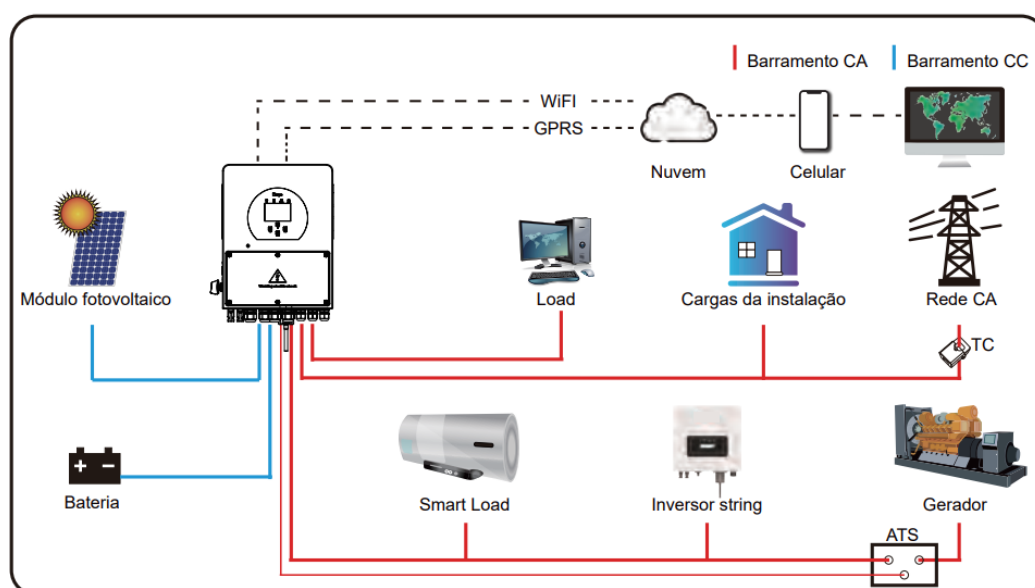 Barramento CA
Barramento CC
WiFI
GPRS
Nuvem
Celular
Módulo fotovoltaico
Load
Cargas da instalação
Rede CA
TC
Bateria
Smart Load
Inversor string
Gerador
ATS